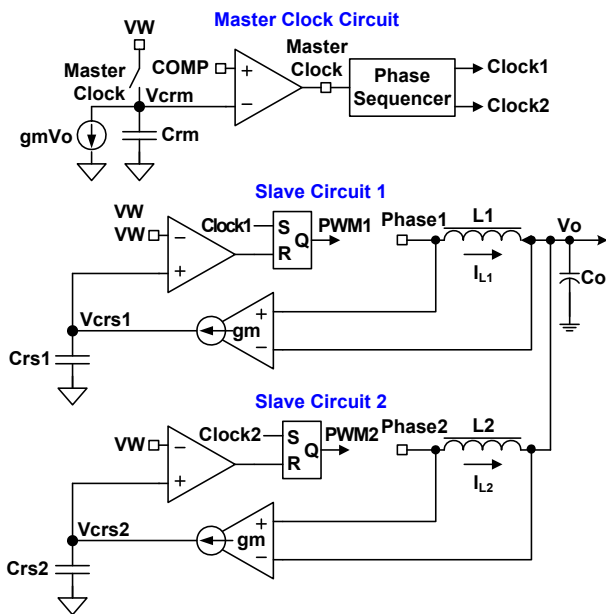 Master Clock Circuit
VW
Master
Clock
COMP
+
−
Master
Clock
Phase
Sequencer
Clock1
Clock2
Vcrm
gmVo
Crm
Slave Circuit 1
VW
VW
−
+
Clock1
S
R
Q
PWM1
Phase1
L1
IL1
Vo
Co
Vcrs1
gm
+
−
Crs1
Slave Circuit 2
VW
−
+
Clock2
S
R
Q
PWM2
Phase2
L2
IL2
Vcrs2
gm
+
−
Crs2